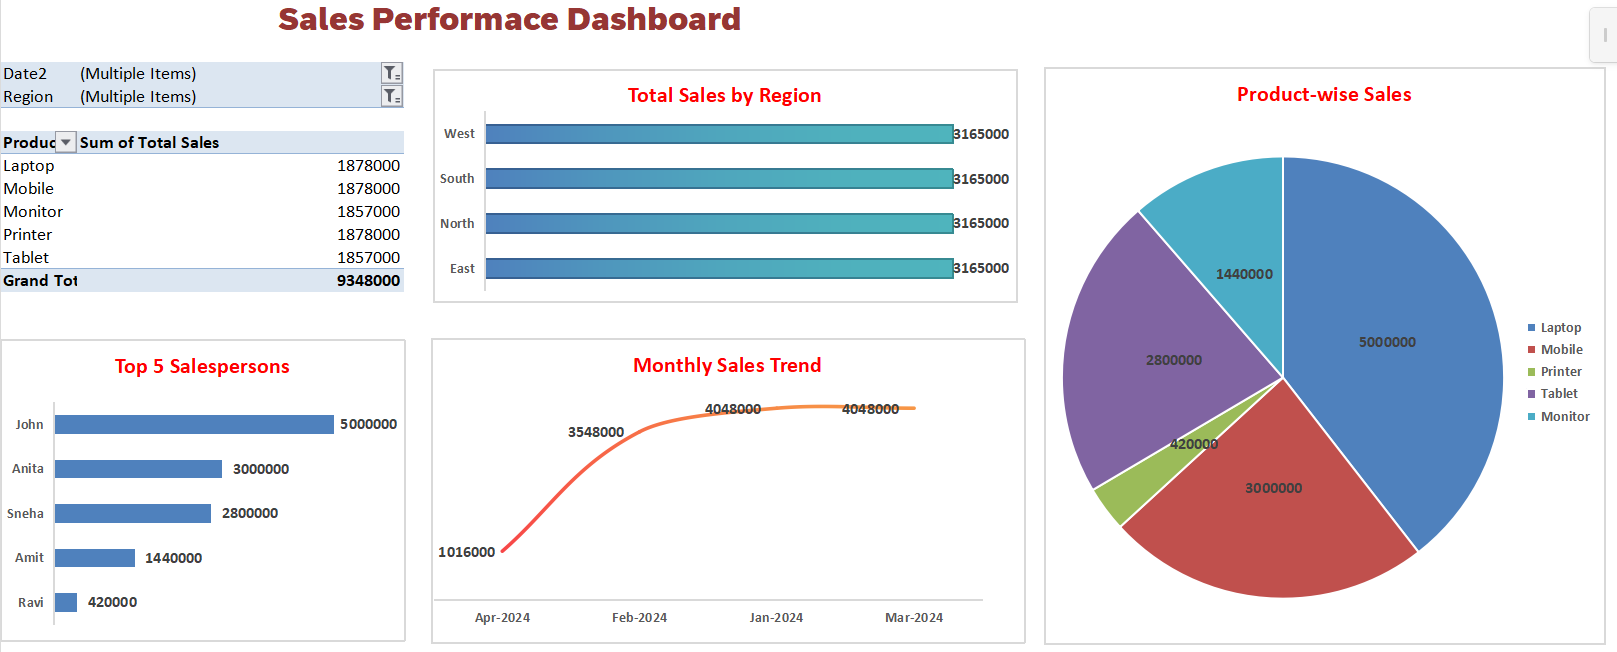 Sales Performace Dashboard
Date2 (Multiple Items)
Region (Multiple Items)
Produc Sum of Total Sales
Laptop 1878000
Mobile 1878000
Monitor 1857000
Printer 1878000
Tablet 1857000
Grand Tot 9348000
Total Sales by Region
West 3165000
South 3165000
North 3165000
East 3165000
Product-wise Sales
1440000
5000000
2800000
420000
3000000
Laptop
Mobile
Printer
Tablet
Monitor
Top 5 Salespersons
John 5000000
Anita 3000000
Sneha 2800000
Amit 1440000
Ravi 420000
Monthly Sales Trend
4048000 4048000
3548000
1016000
Apr-2024 Feb-2024 Jan-2024 Mar-2024